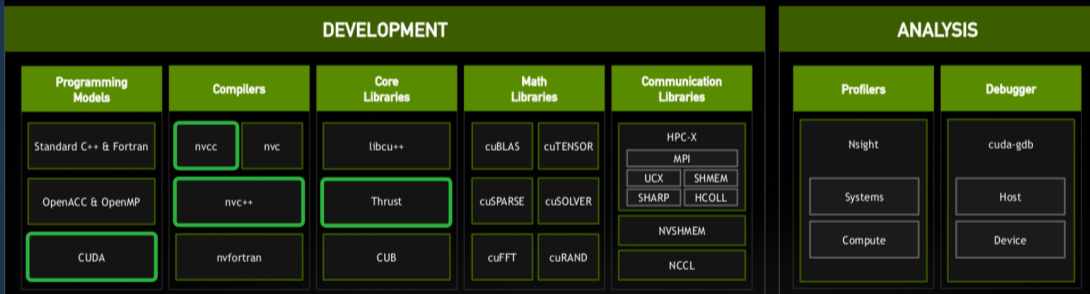 DEVELOPMENT
ANALYSIS
Programming
Models
Compilers
Core
Libraries
Math
Libraries
Communication
Libraries
Profilers
Debugger
Standard C++ & Fortran
OpenACC & OpenMP
CUDA
nvcc
nvc
nvc++
nvfortran
libcu++
Thrust
CUB
cuBLAS
cuTENSOR
cuSPARSE
cuSOLVER
cuFFT
cuRAND
HPC-X
MPI
UCX
SHMEM
SHARP
HCOLL
NVSHMEM
NCCL
Nsight
Systems
Compute
cuda-gdb
Host
Device